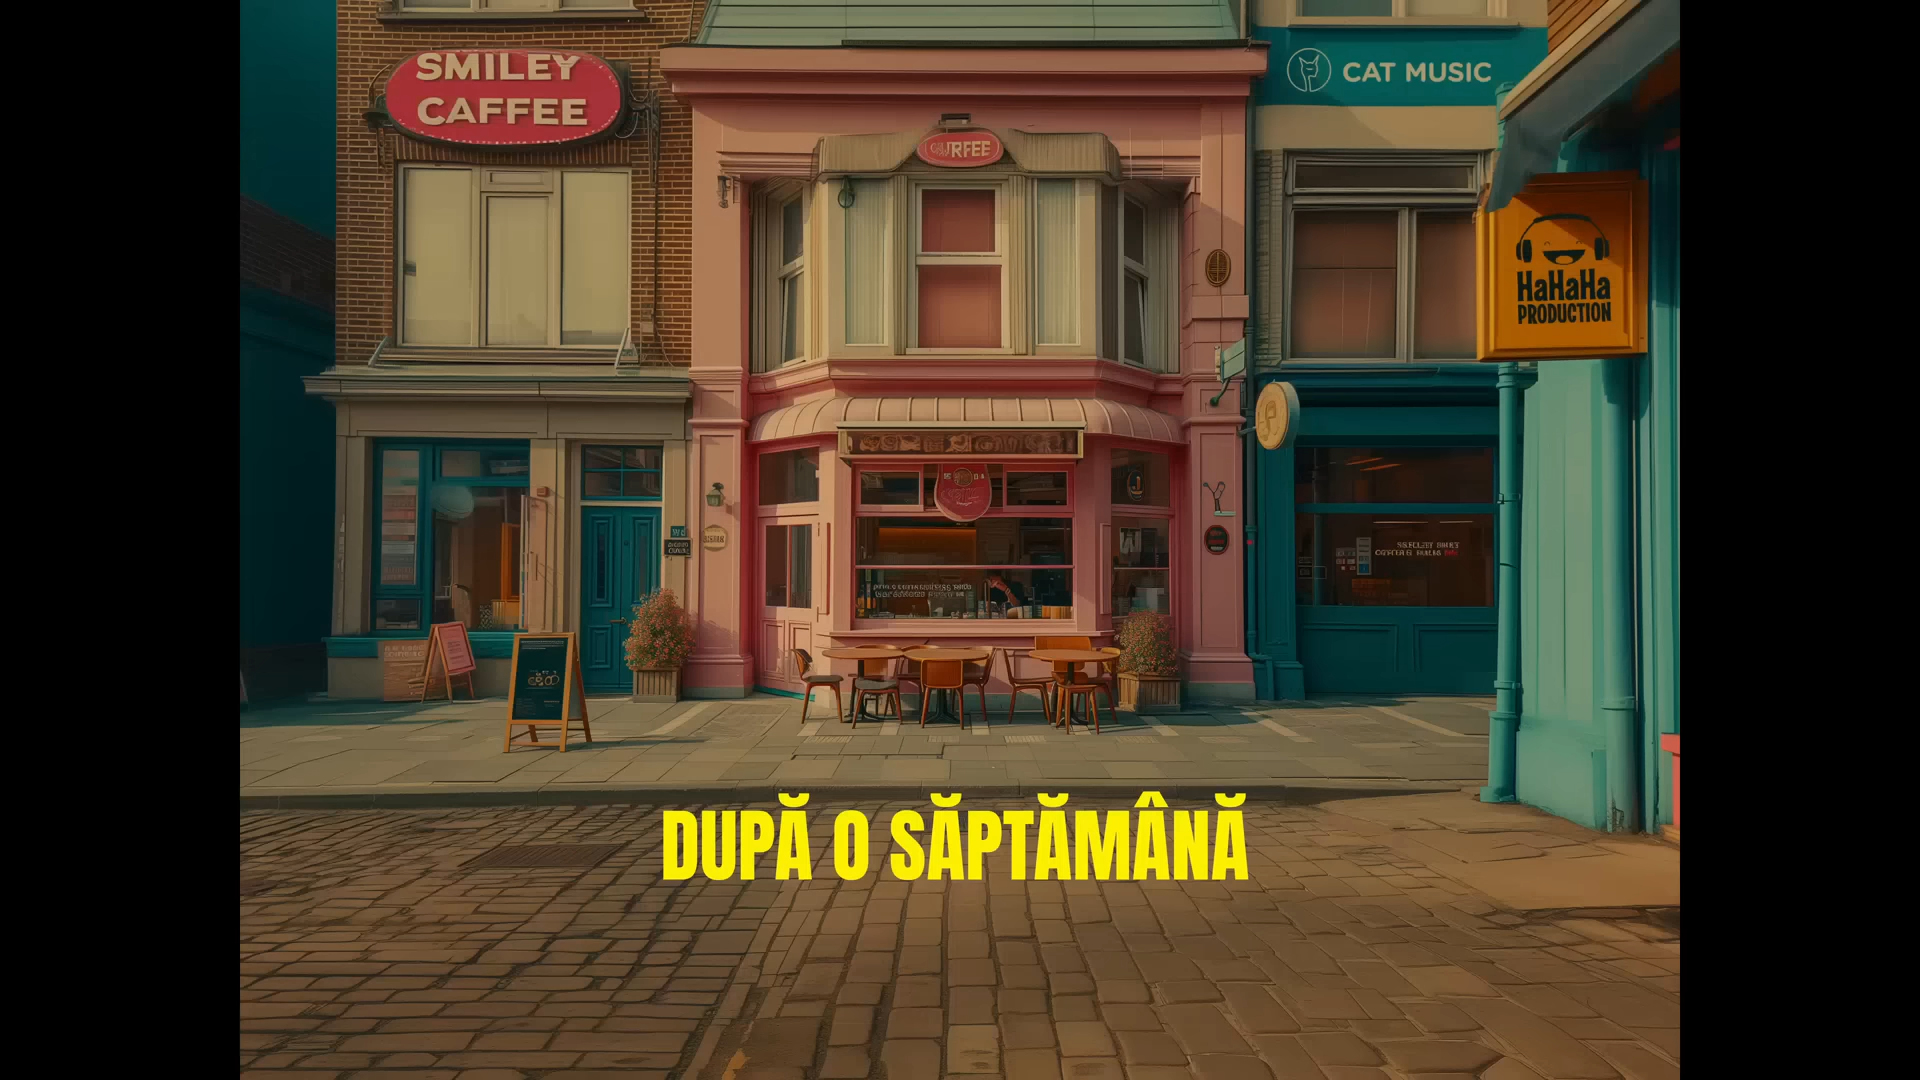 SMILEY
CAFFEE
CAT MUSIC
HaHaHa
PRODUCTION
DUPĂ O SĂPTĂMÂNĂ